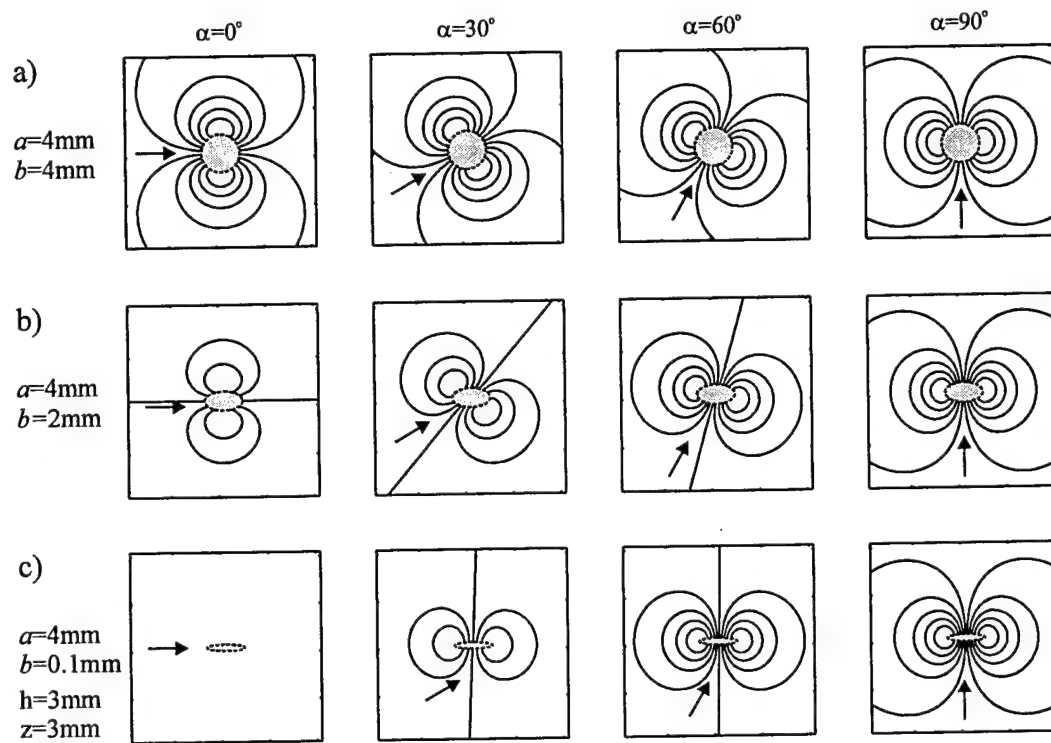 α=0°
α=30°
α=60°
α=90°
a)
a=4mm
b=4mm
b)
a=4mm
b=2mm
c)
a=4mm
b=0.1mm
h=3mm
z=3mm